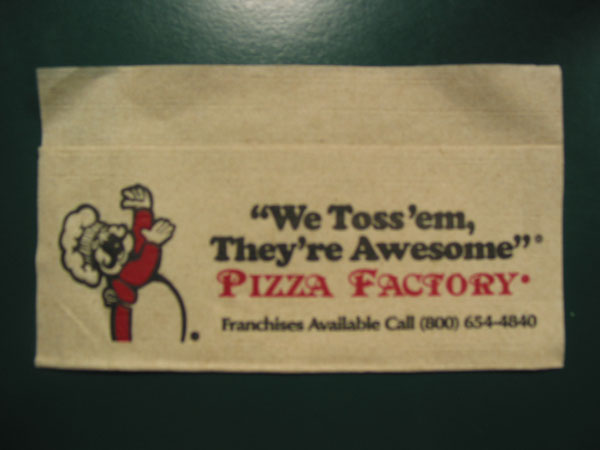 “We Toss ’em,
They’re Awesome”®
PIZZA FACTORY®
Franchises Available Call (800) 654-4840